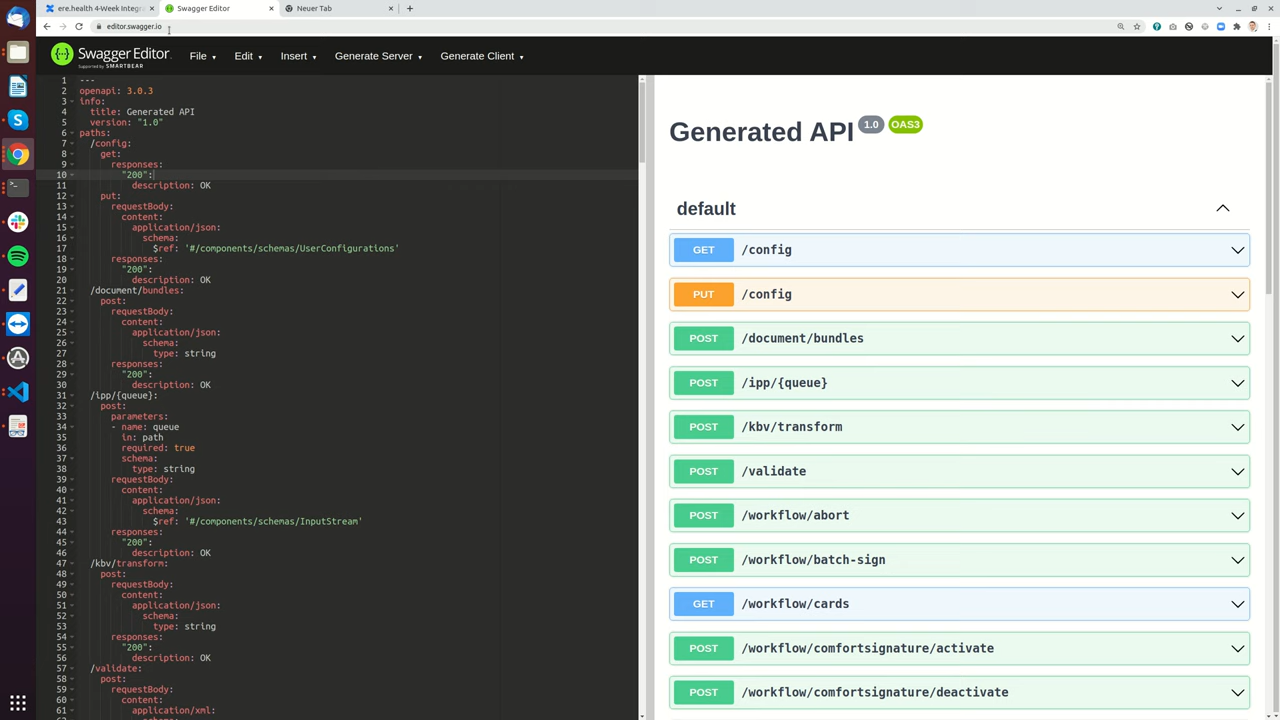 ere.health 4-Week Integra
Swagger Editor
Neuer Tab
editor.swagger.io
Swagger Editor.
Supported by SMARTBEAR
File
Edit
Insert
Generate Server
Generate Client
1 ---
2 openapi: 3.0.3
3 info:
4 title: Generated API
5 version: "1.0"
6 paths:
7 /config:
8 get:
9 responses:
10 "200":
11 description: OK
12 put:
13 requestBody:
14 content:
15 application/json:
16 schema:
17 $ref: '#/components/schemas/UserConfigurations'
18 responses:
19 "200":
20 description: OK
21 /document/bundles:
22 post:
23 requestBody:
24 content:
25 application/json:
26 schema:
27 type: string
28 responses:
29 "200":
30 description: OK
31 /ipp/{queue}:
32 post:
33 parameters:
34 - name: queue
35 in: path
36 required: true
37 schema:
38 type: string
39 requestBody:
40 content:
41 application/json:
42 schema:
43 $ref: '#/components/schemas/InputStream'
44 responses:
45 "200":
46 description: OK
47 /kbv/transform:
48 post:
49 requestBody:
50 content:
51 application/json:
52 schema:
53 type: string
54 responses:
55 "200":
56 description: OK
57 /validate:
58 post:
59 requestBody:
60 content:
61 application/xml:
Generated API 1.0 OAS3
default
GET /config
PUT /config
POST /document/bundles
POST /ipp/{queue}
POST /kbv/transform
POST /validate
POST /workflow/abort
POST /workflow/batch-sign
GET /workflow/cards
POST /workflow/comfortsignature/activate
POST /workflow/comfortsignature/deactivate